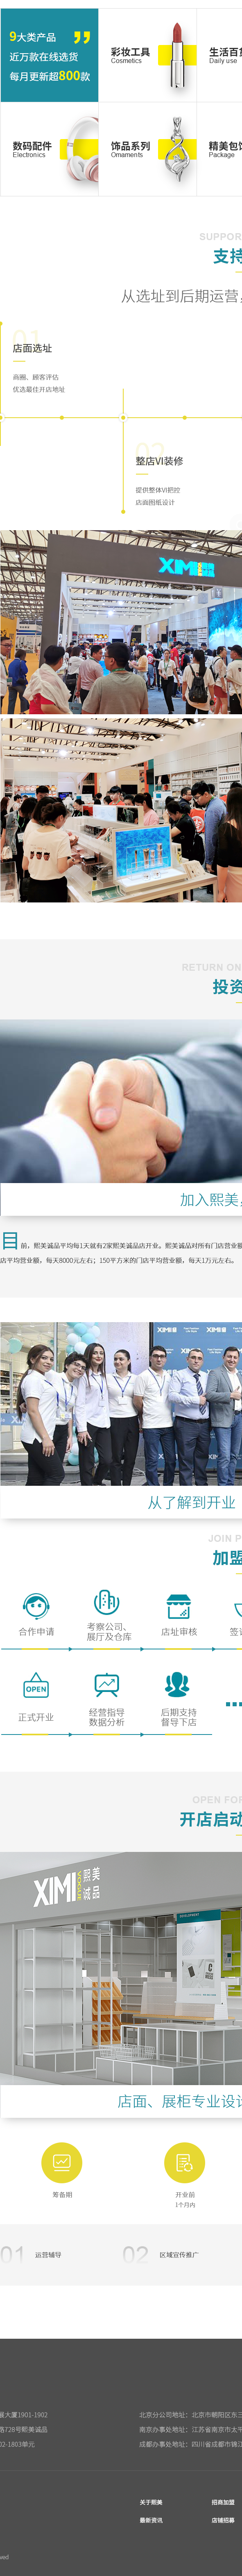 9大类产品
近万款在线选货
每月更新超800款
彩妆工具
Cosmetics
生活百
Daily use
数码配件
Electronics
饰品系列
Ornaments
精美包
Package
SUPPOR
支持
从选址到后期运营，
01
店面选址
商圈、顾客评估
优选最佳开店地址
02
整店VI装修
提供整体VI把控
店面图纸设计
XIMI
RETURN ON
投资
加入熙美，
目前，熙美诚品平均每1天就有2家熙美诚品店开业。熙美诚品对所有门店营业额
店平均营业额，每天8000元左右；150平方米的门店平均营业额，每天1万元左右。
从了解到开业
JOIN P
加盟
合作申请
考察公司、
展厅及仓库
店址审核
签
OPEN
正式开业
经营指导
数据分析
后期支持
督导下店
OPEN FOR
开店启动
XIMI
VOGUE
熙美诚品
店面、展柜专业设计
筹备期
开业前
1个月内
01
运营辅导
02
区域宣传推广
展大厦1901-1902
北京分公司地址：北京市朝阳区东三
路728号熙美诚品
南京办事处地址：江苏省南京市太平
02-1803单元
成都办事处地址：四川省成都市锦江
关于熙美
招商加盟
最新资讯
店铺招募
ved